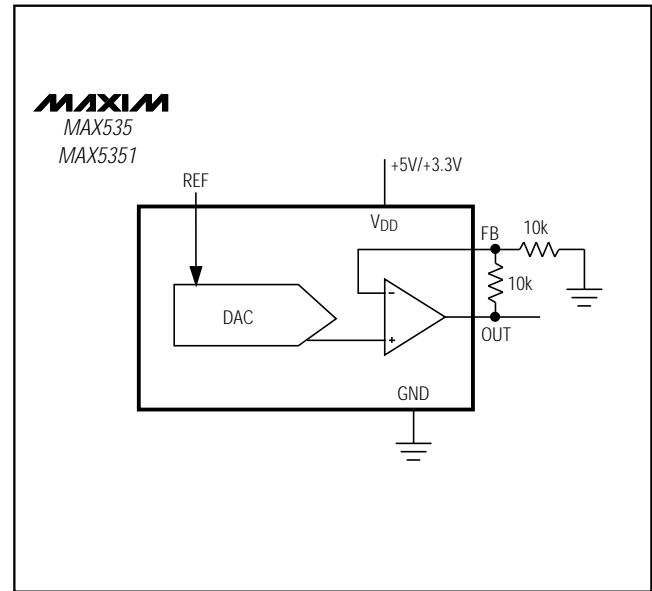 MAXIM
MAX535
MAX5351
REF
+5V/+3.3V
VDD
FB
10k
10k
DAC
-
+
OUT
GND